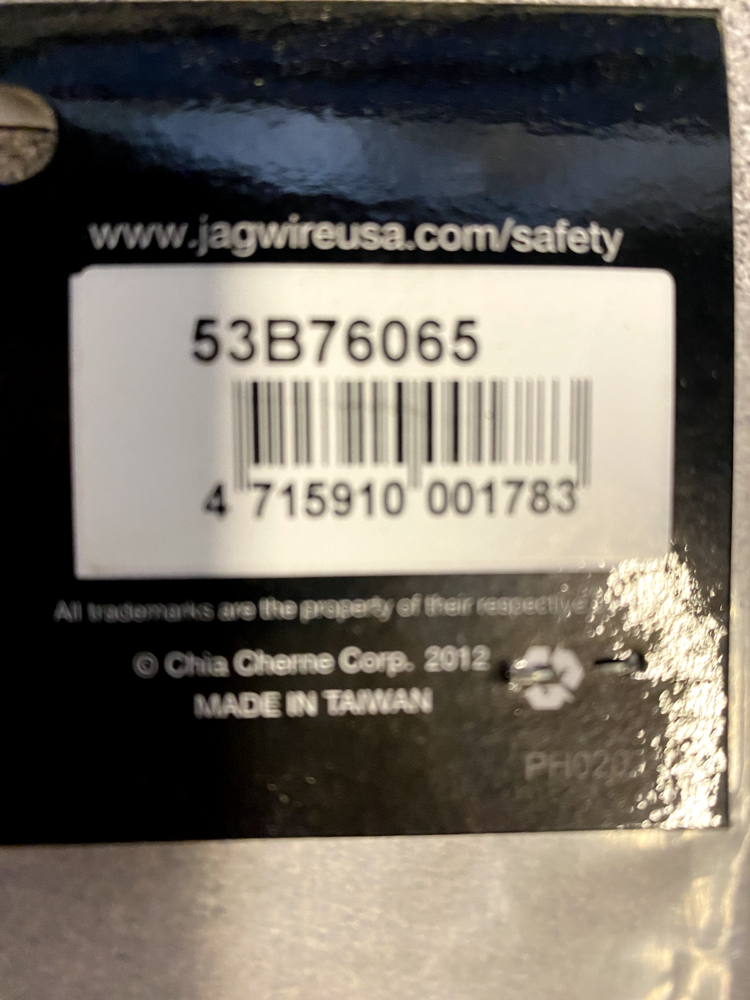 www.jagwireusa.com/safety
53B76065
4 715910 001783
All trademarks are the property of their respective
© Chia Cherne Corp. 2012
MADE IN TAIWAN